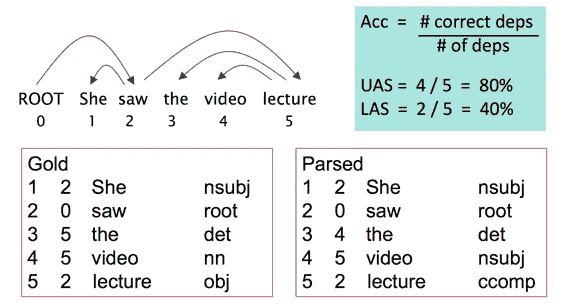 Acc = # correct deps
# of deps
UAS = 4 / 5 = 80%
LAS = 2 / 5 = 40%
ROOT She saw the video lecture
0 1 2 3 4 5
Gold
1 2 She nsubj
2 0 saw root
3 5 the det
4 5 video nn
5 2 lecture obj
Parsed
1 2 She nsubj
2 0 saw root
3 4 the det
4 5 video nsubj
5 2 lecture ccomp